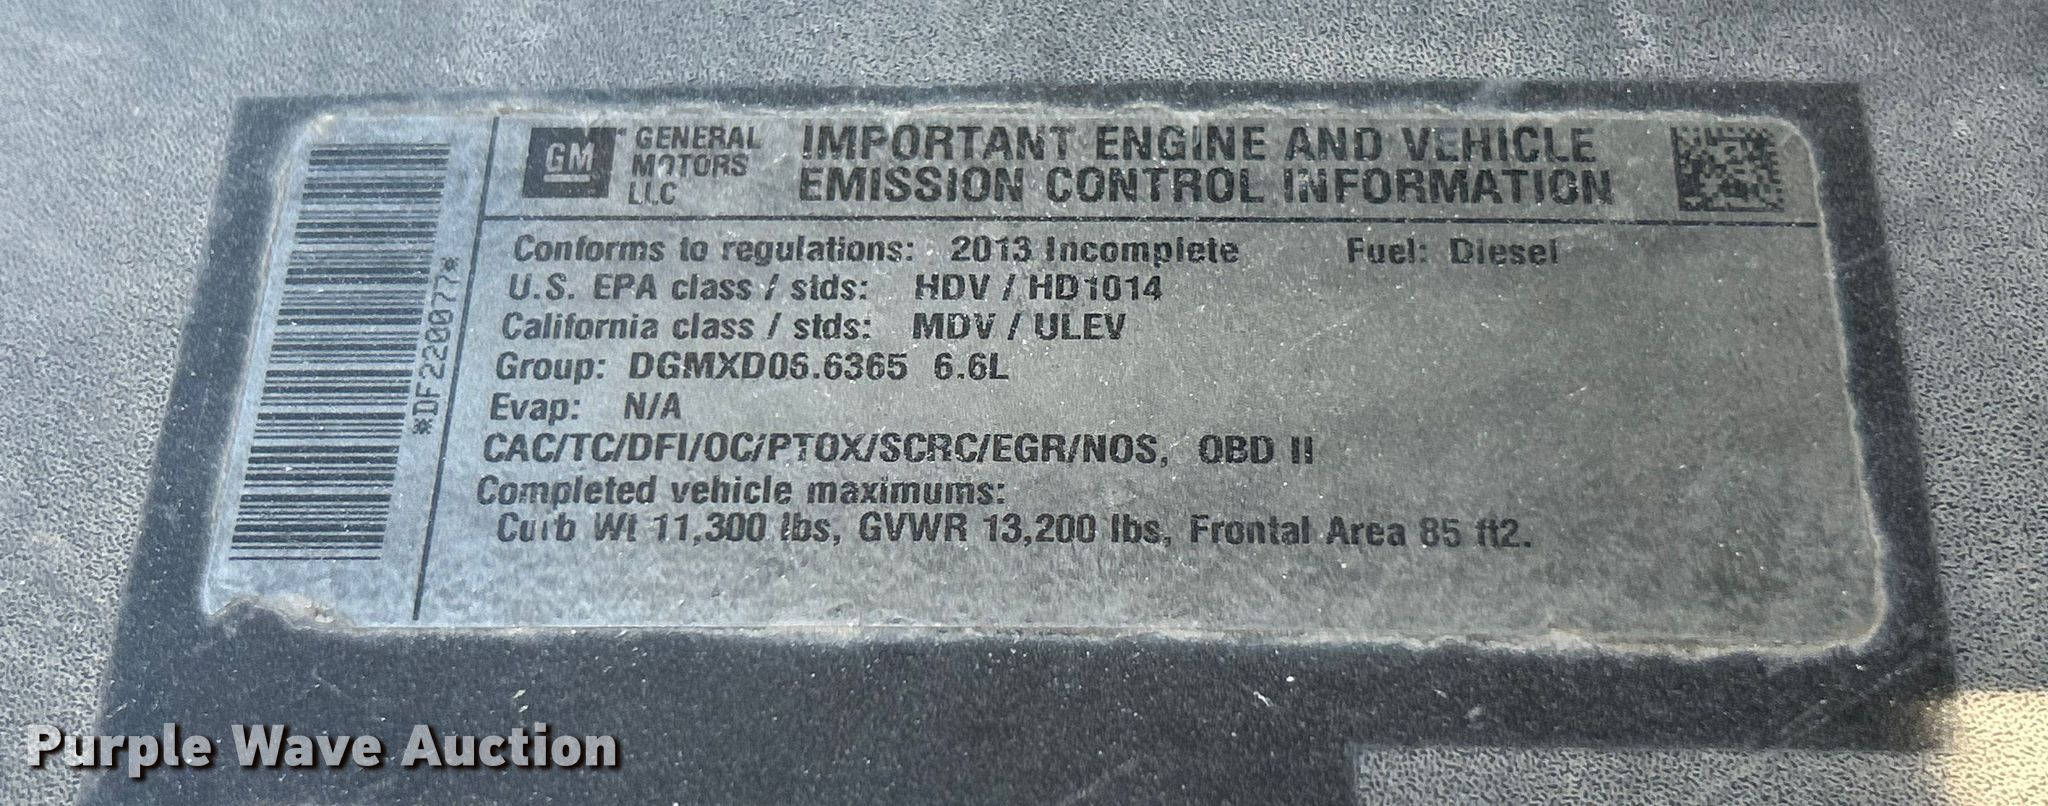 *DF220077*
GM
GENERAL
MOTORS
LLC
IMPORTANT ENGINE AND VEHICLE
EMISSION CONTROL INFORMATION
Conforms to regulations: 2013 Incomplete Fuel: Diesel
U.S. EPA class / stds: HDV / HD1014
California class / stds: MDV / ULEV
Group: DGMXD06.6365 6.6L
Evap: N/A
CAC/TC/DFI/OC/PTOX/SCRC/EGR/NOS, OBD II
Completed vehicle maximums:
Curb Wt 11,300 lbs, GVWR 13,200 lbs, Frontal Area 85 ft2.
Purple Wave Auction